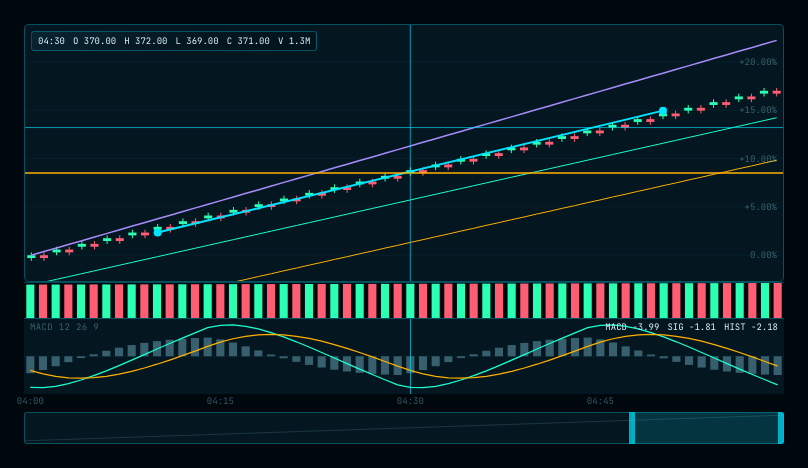 04:30 O 370.00 H 372.00 L 369.00 C 371.00 V 1.3M
+20.00%
+15.00%
+10.00%
+5.00%
0.00%
MACD 12 26 9
MACD -3.99 SIG -1.81 HIST -2.18
04:00 04:15 04:30 04:45